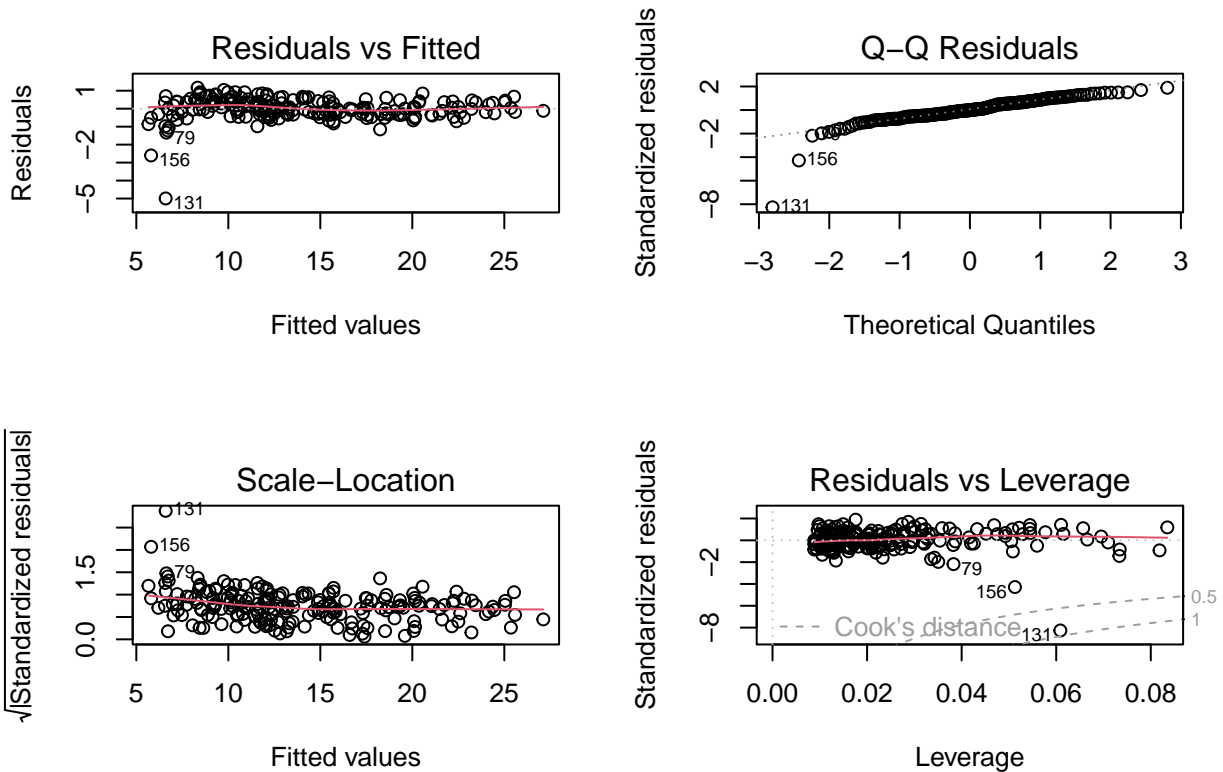 Residuals vs Fitted
Residuals
1
−2
−5
79
156
131
5 10 15 20 25
Fitted values
Q−Q Residuals
Standardized residuals
2
−2
−8
156
131
−3 −2 −1 0 1 2 3
Theoretical Quantiles
Scale−Location
√|Standardized residuals|
1.5
0.0
131
156
79
5 10 15 20 25
Fitted values
Residuals vs Leverage
Standardized residuals
−2
−8
79
156
131
Cook's distance
0.5
1
0.00 0.02 0.04 0.06 0.08
Leverage